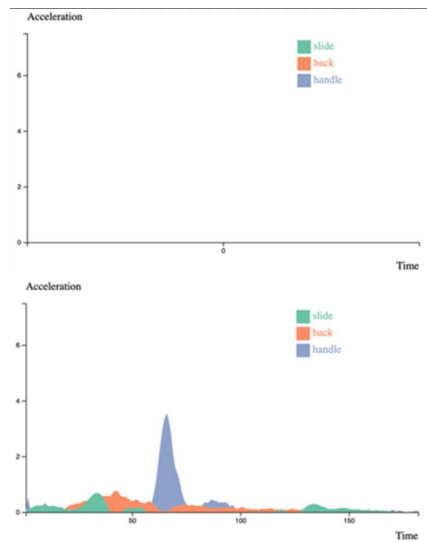 Acceleration
slide
back
handle
6
4
2
0
0
Time
Acceleration
slide
back
handle
6
4
2
0
50
100
150
Time